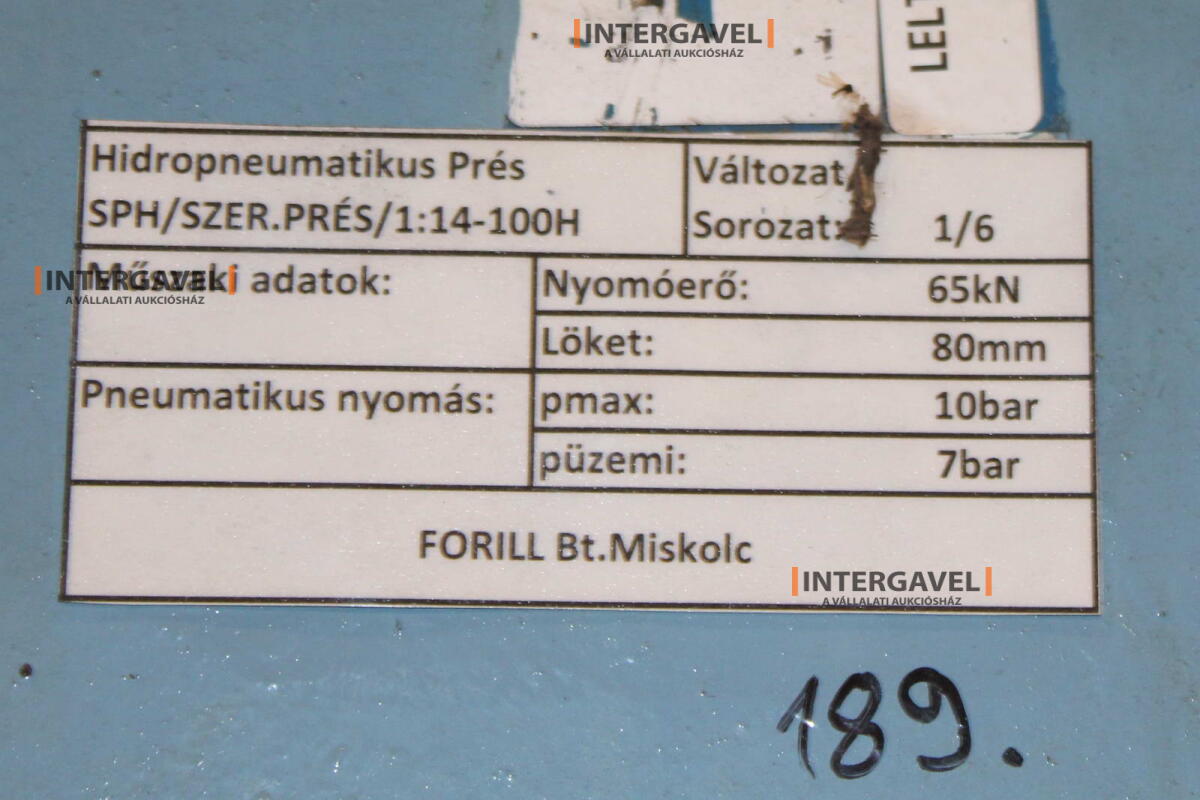 INTERGAVEL
A VÁLLALATI AUKCIÓSHÁZ
Hidropneumatikus Prés
SPH/SZER.PRÉS/1:14-100H
Változat
Sorozat: 1/6
INTERGAVEL
A VÁLLALATI AUKCIÓSHÁZ
Műszaki adatok:
Nyomóerő: 65kN
Löket: 80mm
Pneumatikus nyomás:
pmax: 10bar
püzemi: 7bar
FORILL Bt.Miskolc
INTERGAVEL
A VÁLLALATI AUKCIÓSHÁZ
189.